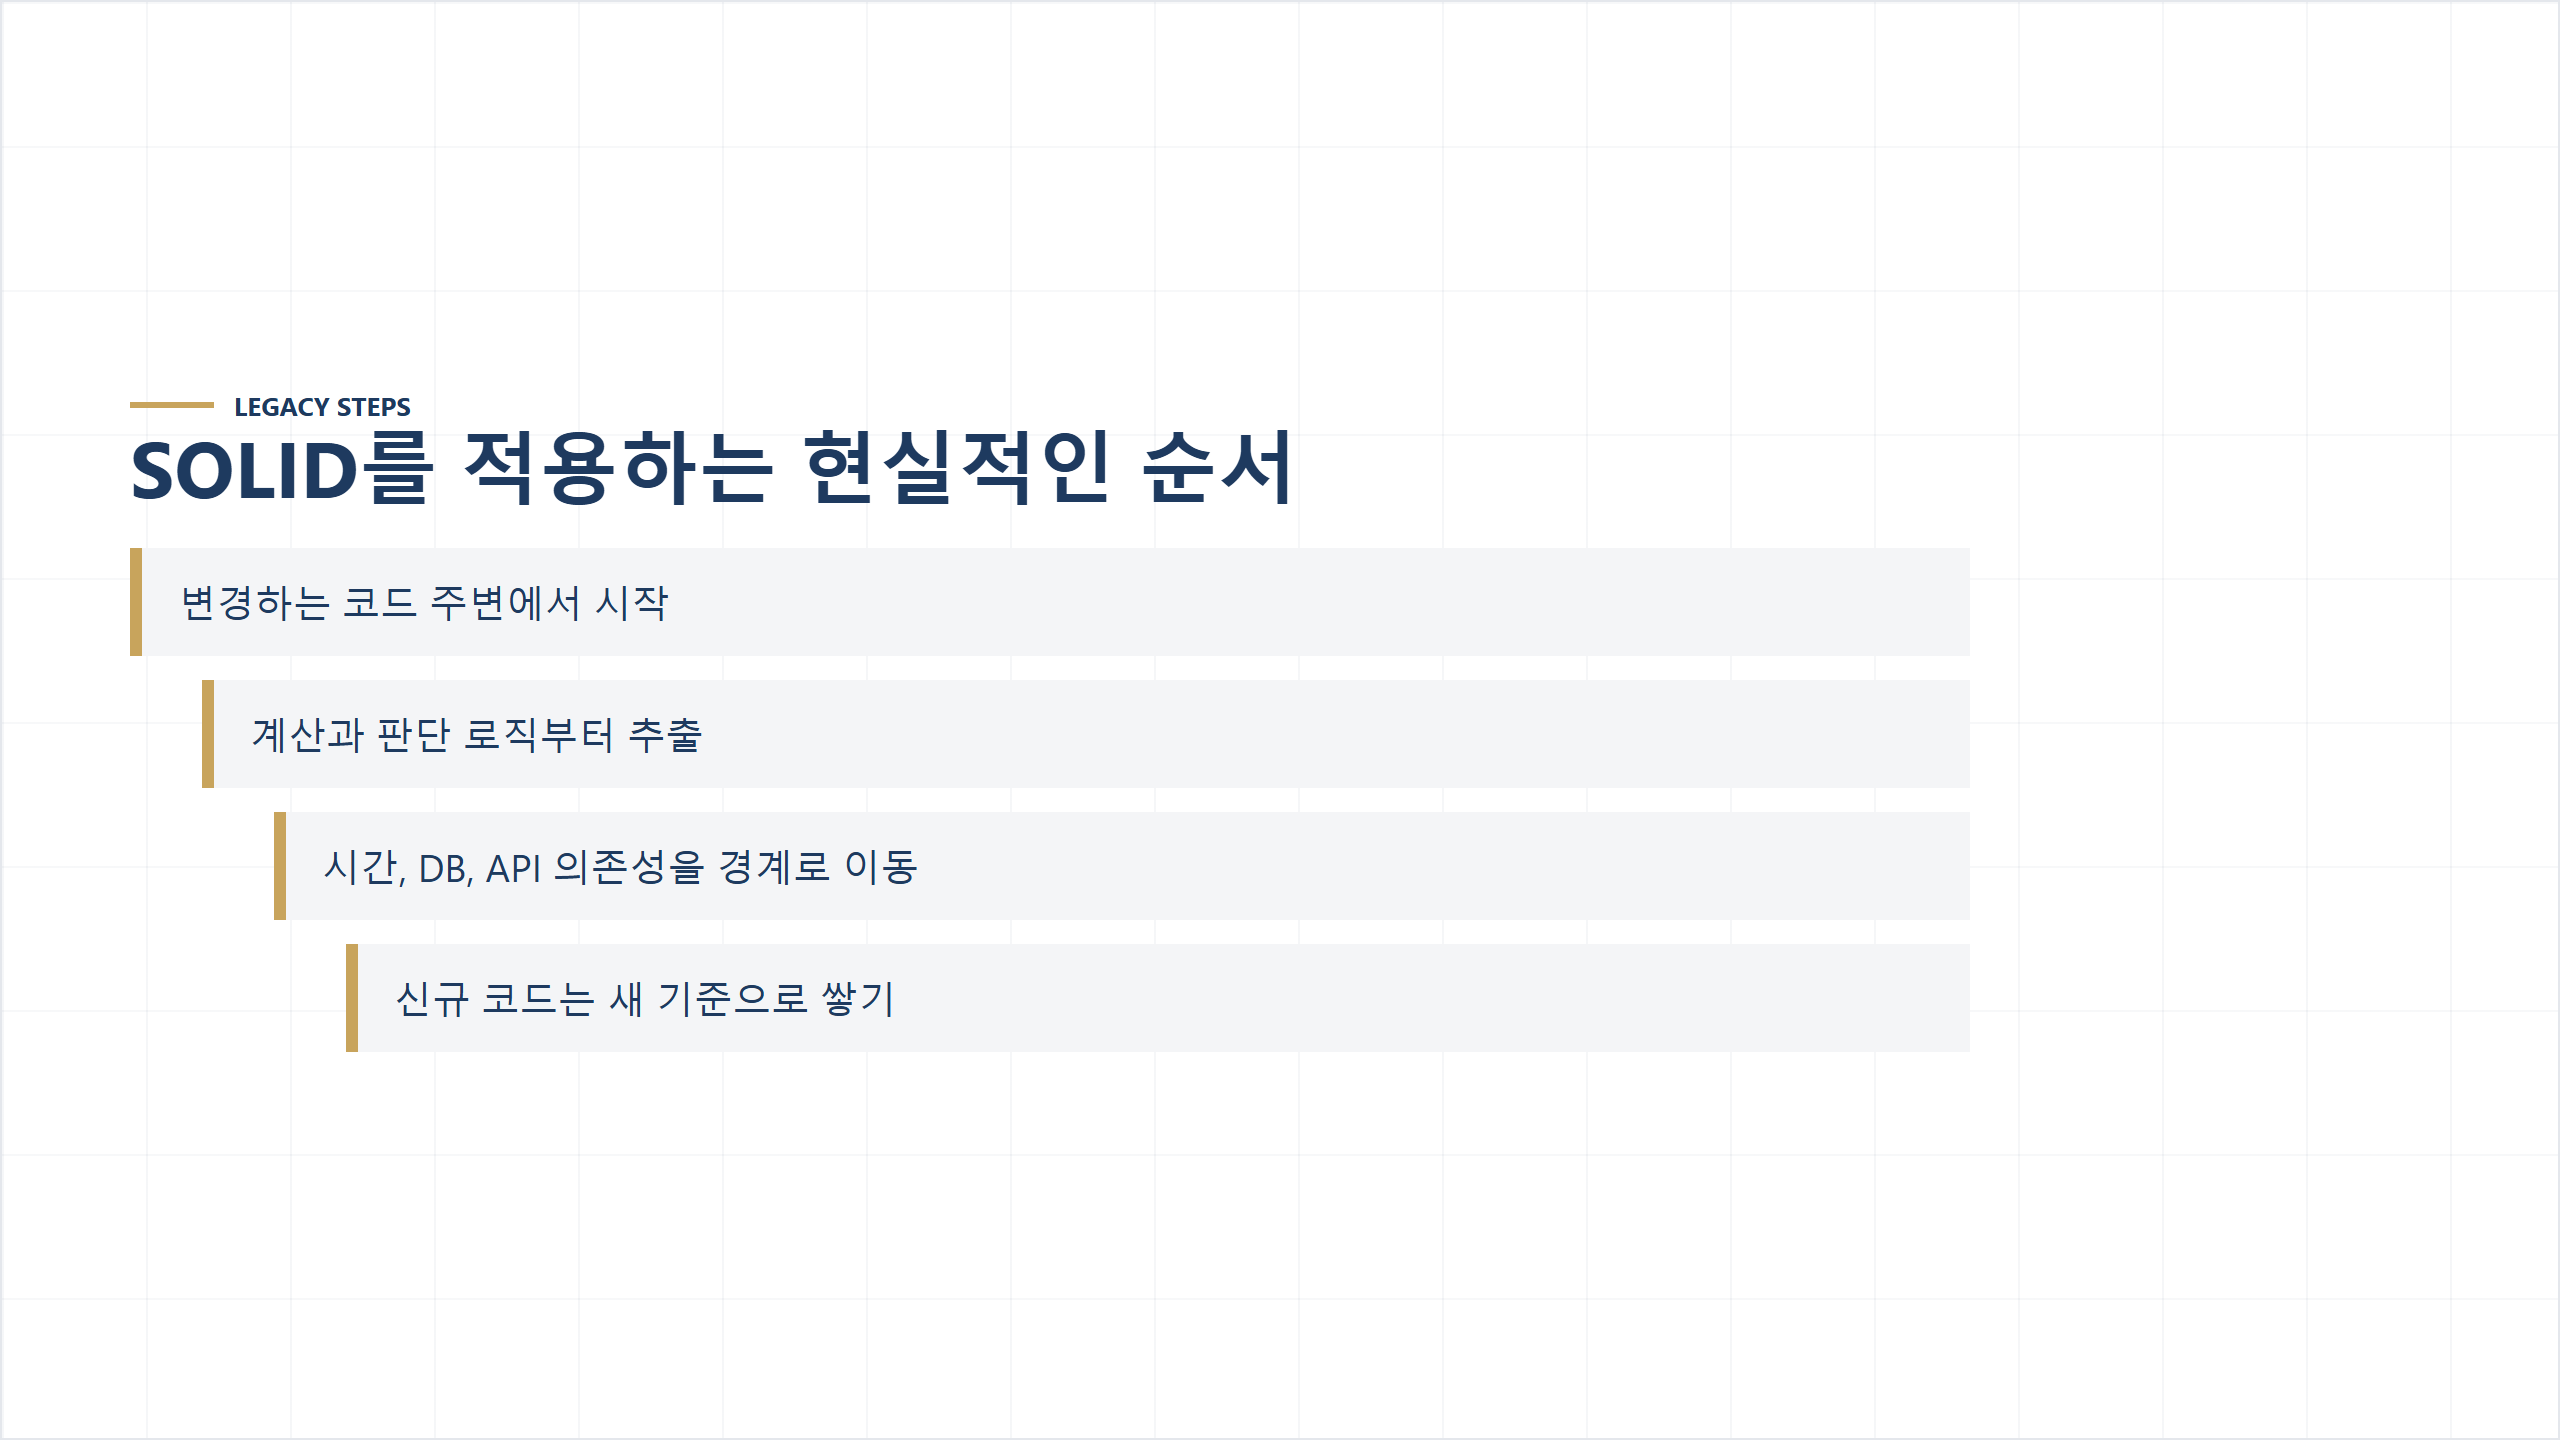 LEGACY STEPS
SOLID를 적용하는 현실적인 순서
변경하는 코드 주변에서 시작
계산과 판단 로직부터 추출
시간, DB, API 의존성을 경계로 이동
신규 코드는 새 기준으로 쌓기